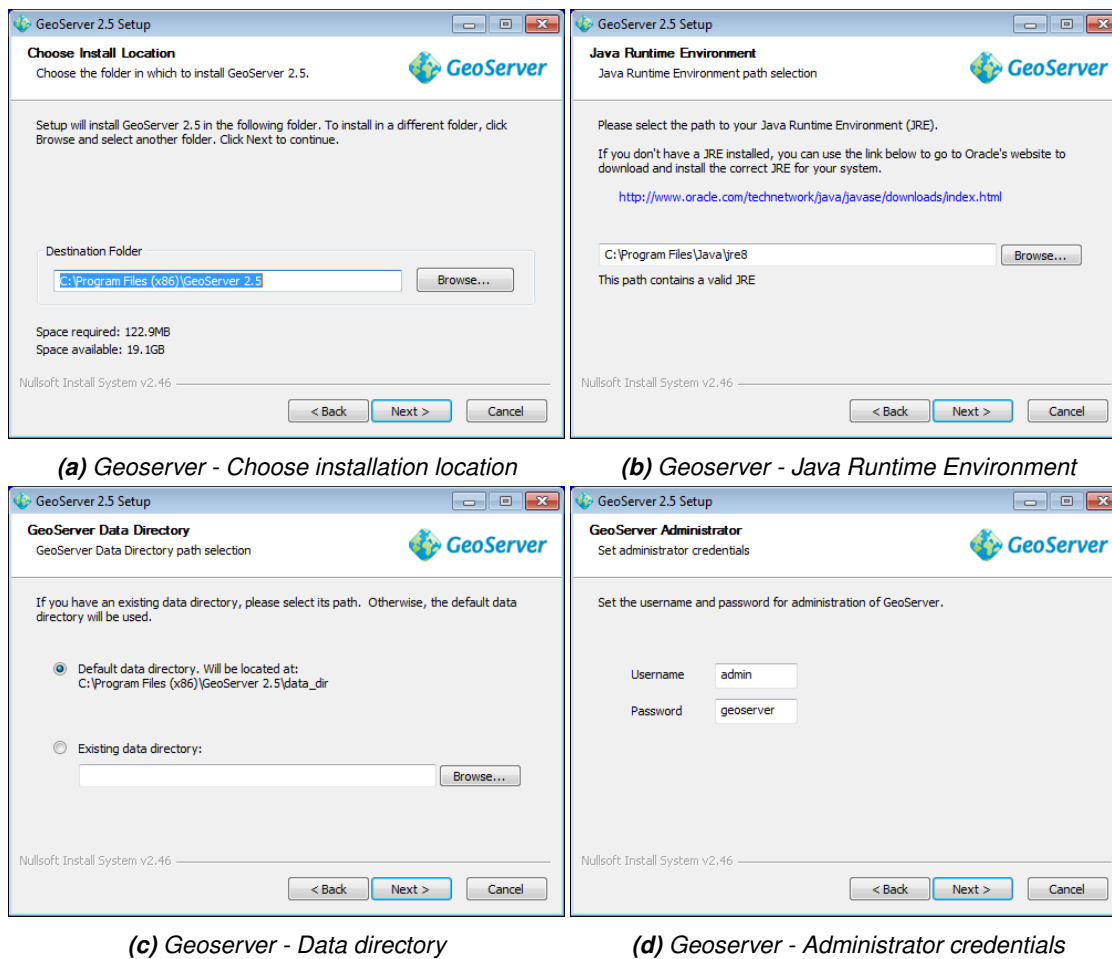 GeoServer 2.5 Setup
Choose Install Location
Choose the folder in which to install GeoServer 2.5.
GeoServer
Setup will install GeoServer 2.5 in the following folder. To install in a different folder, click
Browse and select another folder. Click Next to continue.
Destination Folder
C:\Program Files (x86)\GeoServer 2.5
Browse...
Space required: 122.9MB
Space available: 19.1GB
Nullsoft Install System v2.46
< Back
Next >
Cancel
(a) Geoserver - Choose installation location
GeoServer 2.5 Setup
Java Runtime Environment
Java Runtime Environment path selection
GeoServer
Please select the path to your Java Runtime Environment (JRE).
If you don't have a JRE installed, you can use the link below to go to Oracle's website to
download and install the correct JRE for your system.
http://www.oracle.com/technetwork/java/javase/downloads/index.html
C:\Program Files\Java\jre8
Browse...
This path contains a valid JRE
Nullsoft Install System v2.46
< Back
Next >
Cancel
(b) Geoserver - Java Runtime Environment
GeoServer 2.5 Setup
GeoServer Data Directory
GeoServer Data Directory path selection
GeoServer
If you have an existing data directory, please select its path. Otherwise, the default data
directory will be used.
Default data directory. Will be located at:
C:\Program Files (x86)\GeoServer 2.5\data_dir
Existing data directory:
Browse...
Nullsoft Install System v2.46
< Back
Next >
Cancel
(c) Geoserver - Data directory
GeoServer 2.5 Setup
GeoServer Administrator
Set administrator credentials
GeoServer
Set the username and password for administration of GeoServer.
Username
admin
Password
geoserver
Nullsoft Install System v2.46
< Back
Next >
Cancel
(d) Geoserver - Administrator credentials